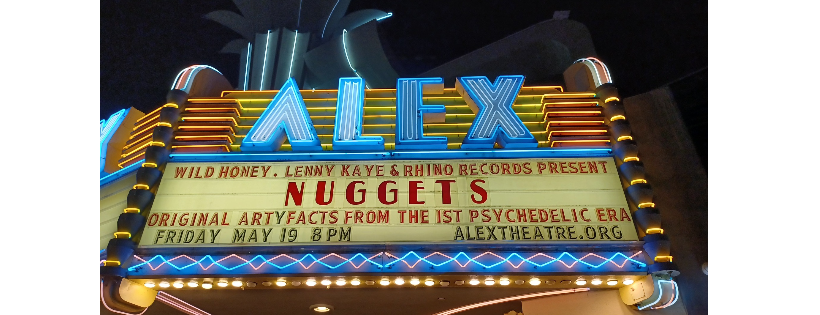 ALEX
WILD HONEY. LENNY KAYE & RHINO RECORDS PRESENT
NUGGETS
ORIGINAL ARTYFACTS FROM THE 1ST PSYCHEDELIC ERA
FRIDAY MAY 19 8PM ALEXTHEATRE.ORG